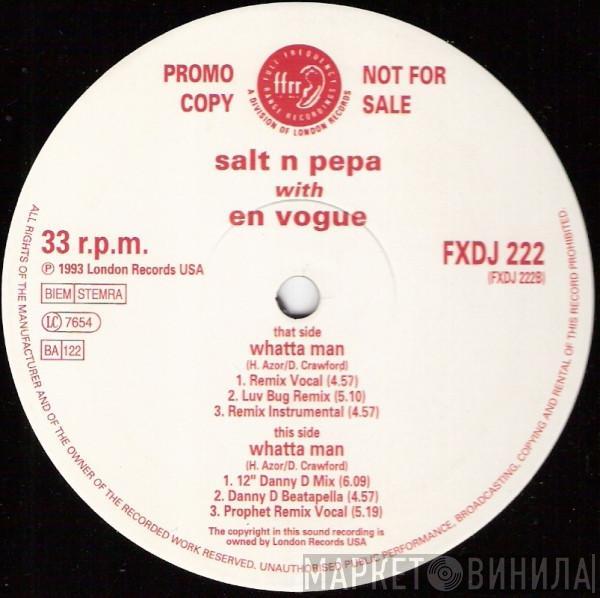 PROMO COPY
NOT FOR SALE
FULL FREQUENCY RANGE RECORDINGS
ffrr
A DIVISION OF LONDON RECORDS
salt n pepa
with
en vogue
33 r.p.m.
℗ 1993 London Records USA
BIEM STEMRA
LC 7654
BA 122
FXDJ 222
(FXDJ 222B)
that side
whatta man
(H. Azor/D. Crawford)
1. Remix Vocal (4.57)
2. Luv Bug Remix (5.10)
3. Remix Instrumental (4.57)
this side
whatta man
(H. Azor/D. Crawford)
1. 12" Danny D Mix (6.09)
2. Danny D Beatapella (4.57)
3. Prophet Remix Vocal (5.19)
The copyright in this sound recording is
owned by London Records USA
ALL RIGHTS OF THE MANUFACTURER AND OF THE OWNER OF THE RECORDED WORK RESERVED. UNAUTHORISED PUBLIC PERFORMANCE, BROADCASTING, COPYING AND RENTAL OF THIS RECORD PROHIBITED.
МАРКЕТ ВИНИЛА